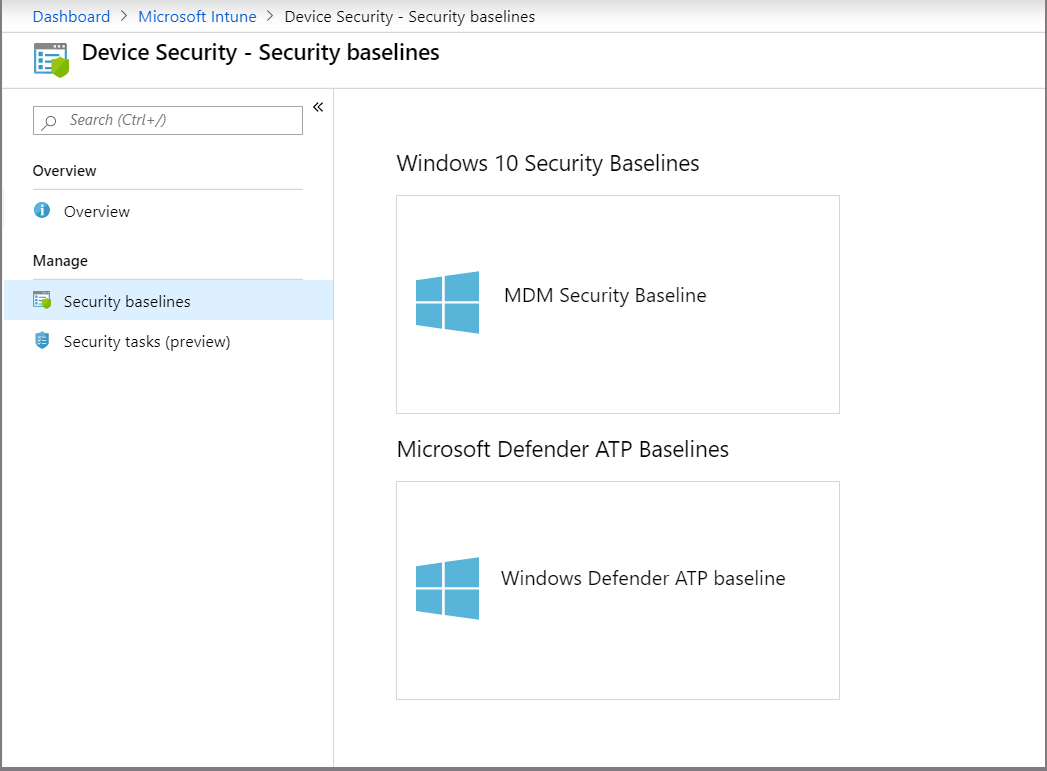 Dashboard > Microsoft Intune > Device Security - Security baselines
Device Security - Security baselines
Search (Ctrl+/)
«
Overview
Overview
Manage
Security baselines
Security tasks (preview)
Windows 10 Security Baselines
MDM Security Baseline
Microsoft Defender ATP Baselines
Windows Defender ATP baseline